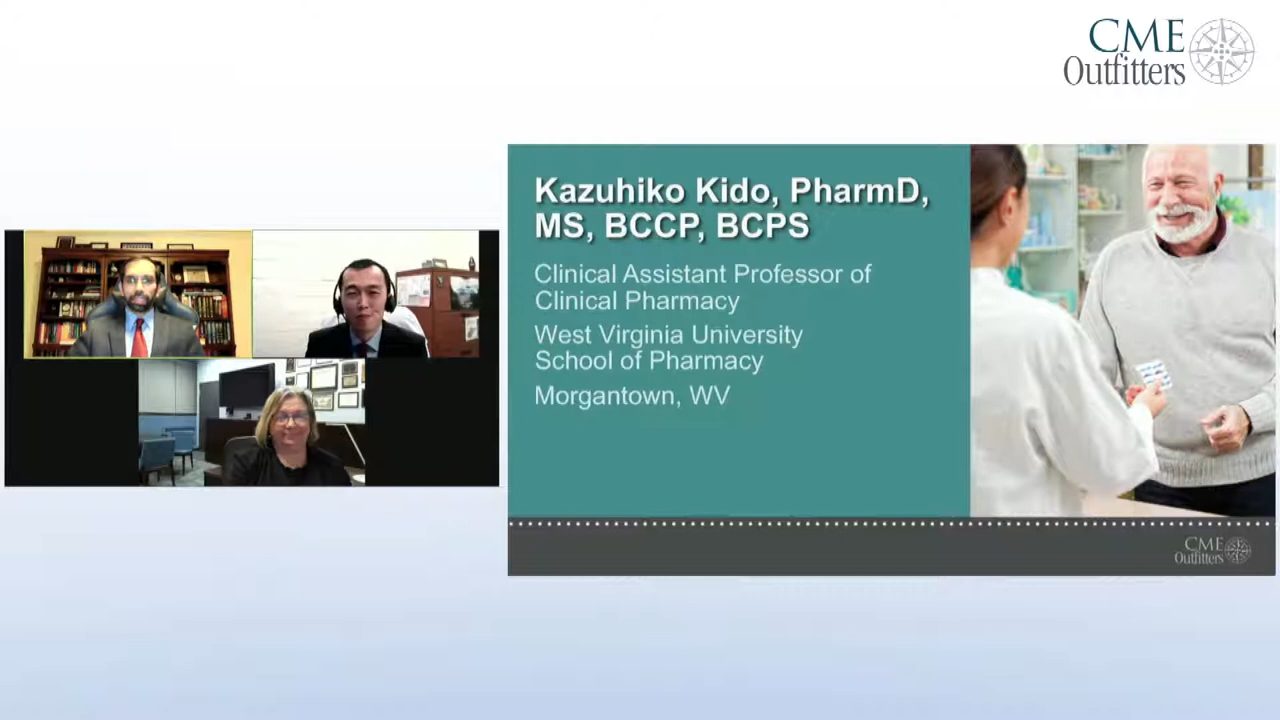 CME
Outfitters
Kazuhiko Kido, PharmD,
MS, BCCP, BCPS
Clinical Assistant Professor of
Clinical Pharmacy
West Virginia University
School of Pharmacy
Morgantown, WV
CME
Outfitters